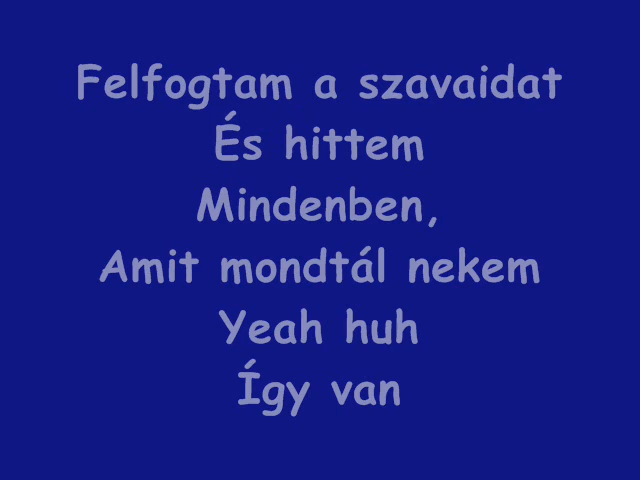 Felfogtam a szavaidat
És hittem
Mindenben,
Amit mondtál nekem
Yeah huh
Így van